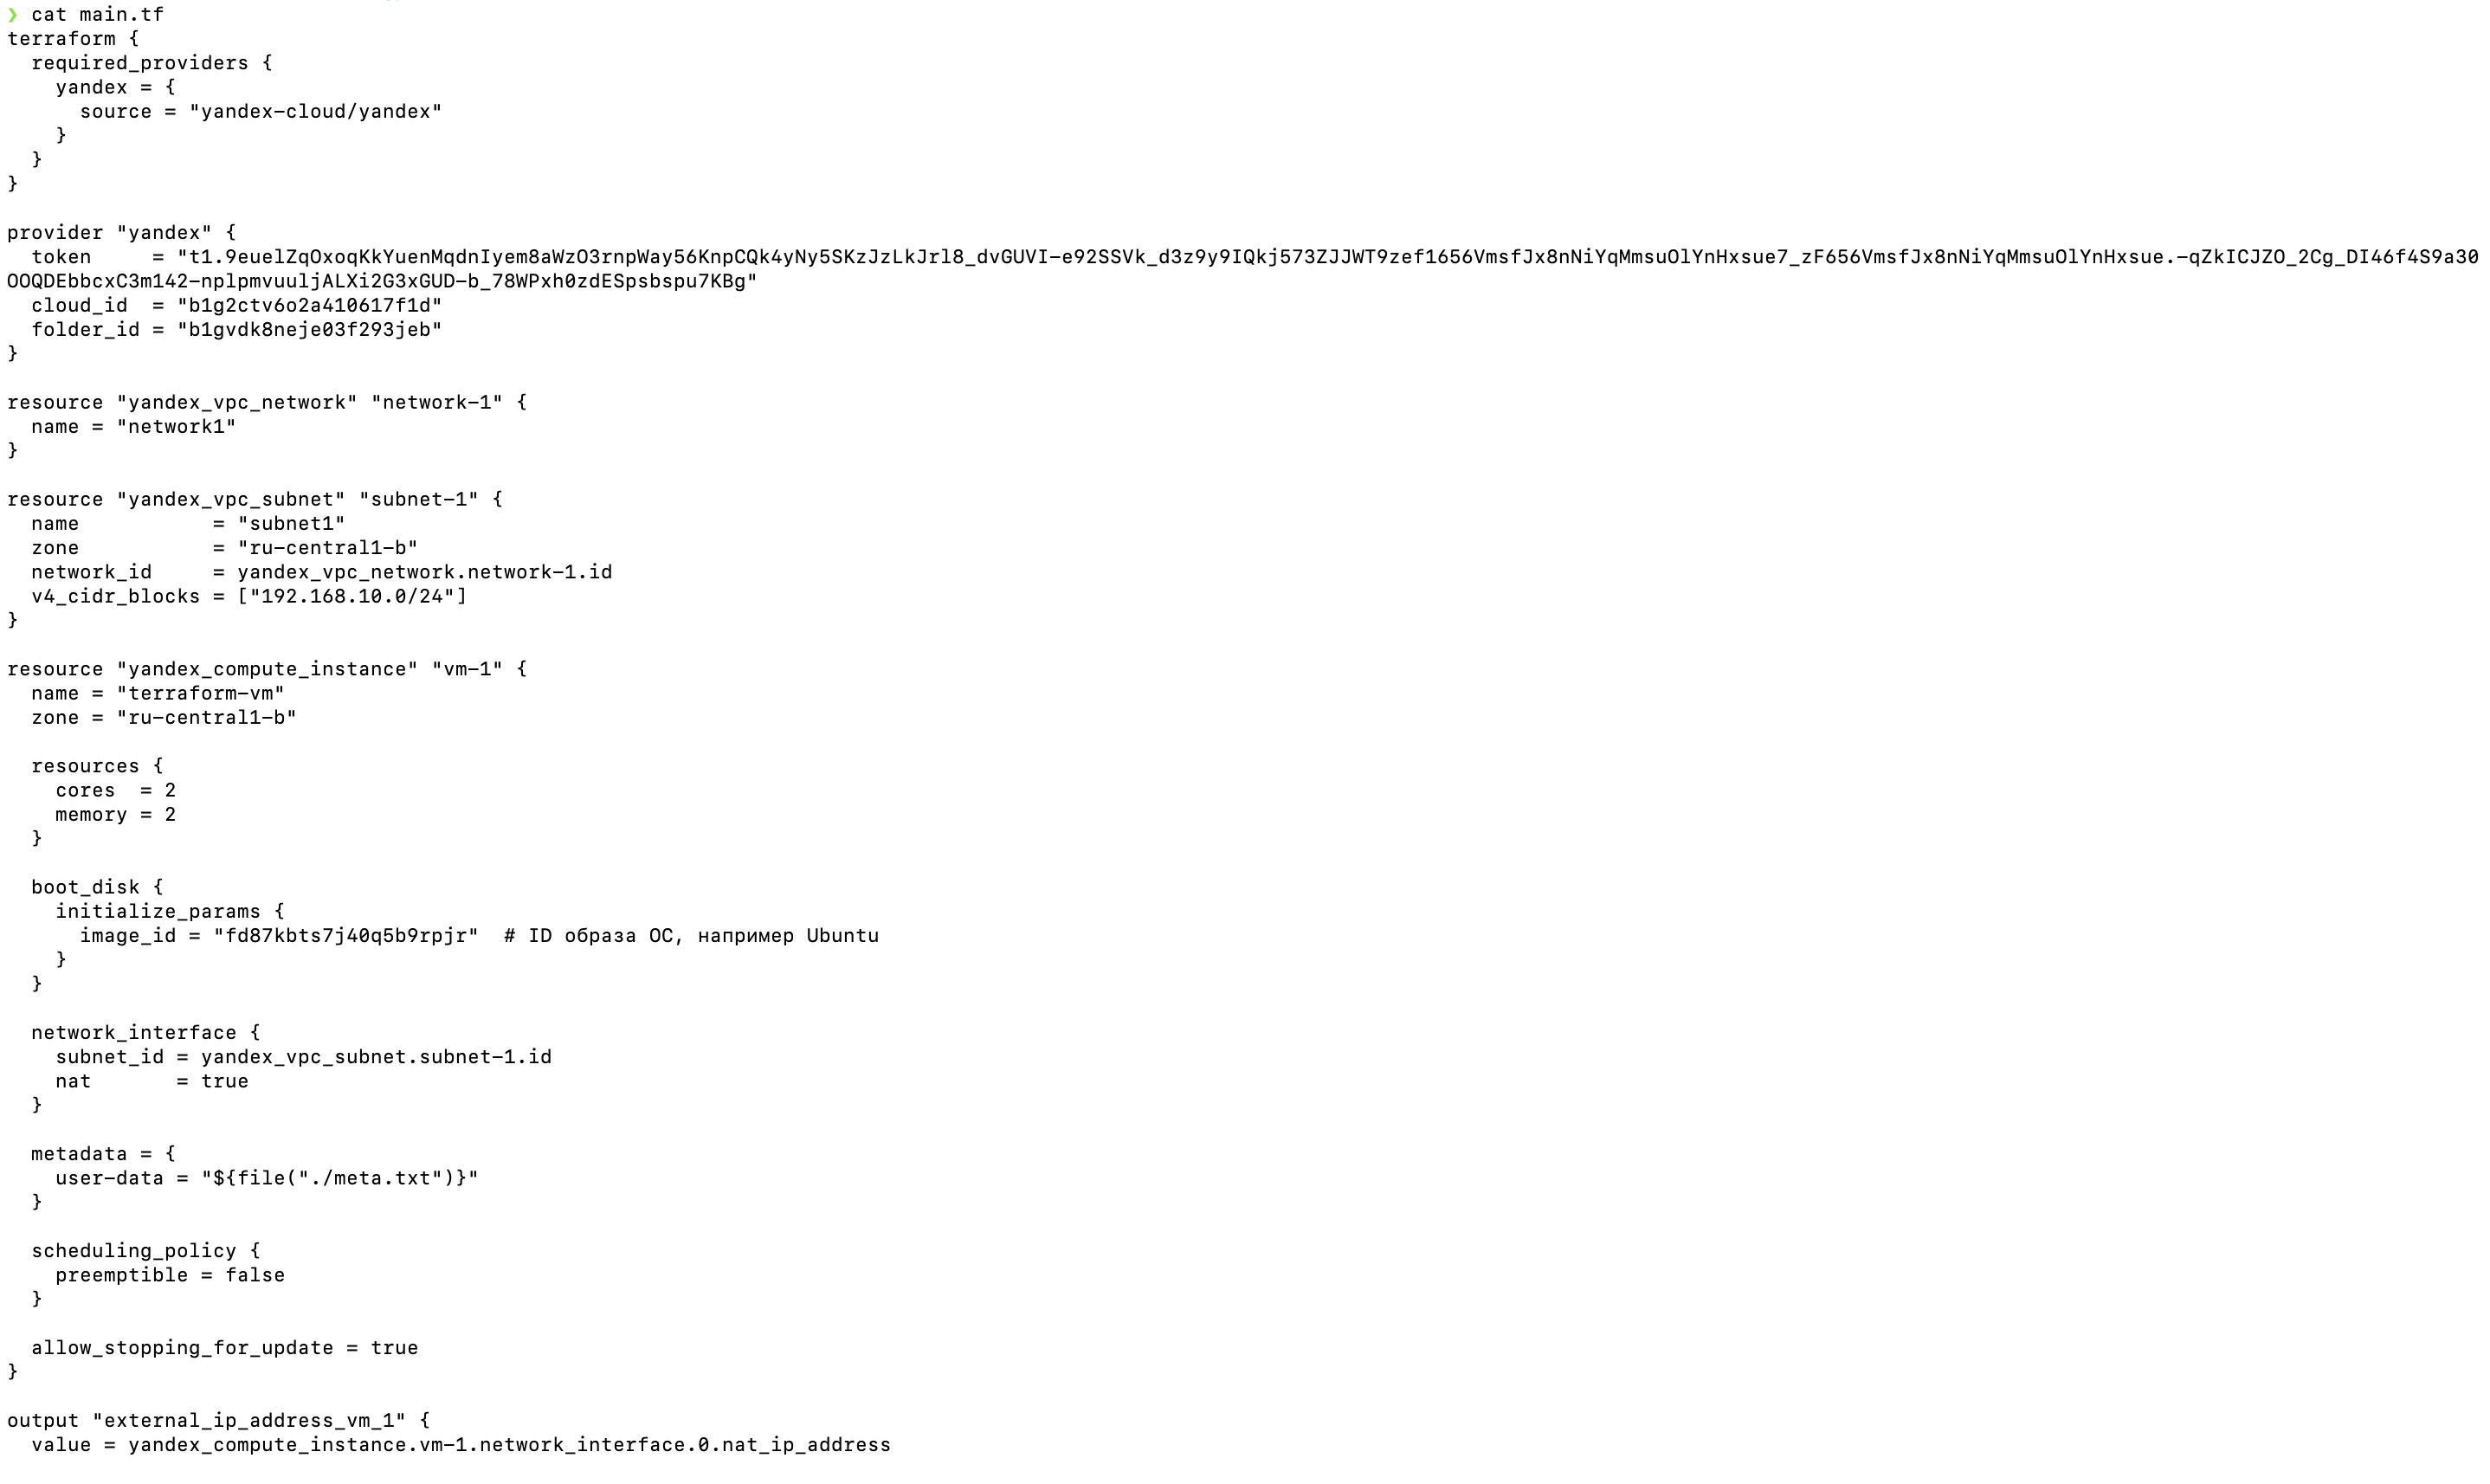 ❯ cat main.tf
terraform {
  required_providers {
    yandex = {
      source = "yandex-cloud/yandex"
    }
  }
}

provider "yandex" {
  token     = "t1.9euelZqOxoqKkYuenMqdnIyem8aWzO3rnpWay56KnpCQk4yNy5SKzJzLkJrl8_dvGUVI-e92SSVk_d3z9y9IQkj573ZJJWT9zef1656VmsfJx8nNiYqMmsuOlYnHxsue7_zF656VmsfJx8nNiYqMmsuOlYnHxsue.-qZkICJZO_2Cg_DI46f4S9a30
OOQDEbbcxC3m142-nplpmvuuljALXi2G3xGUD-b_78WPxh0zdESpsbspu7KBg"
  cloud_id  = "b1g2ctv6o2a410617f1d"
  folder_id = "b1gvdk8neje03f293jeb"
}

resource "yandex_vpc_network" "network-1" {
  name = "network1"
}

resource "yandex_vpc_subnet" "subnet-1" {
  name           = "subnet1"
  zone           = "ru-central1-b"
  network_id     = yandex_vpc_network.network-1.id
  v4_cidr_blocks = ["192.168.10.0/24"]
}

resource "yandex_compute_instance" "vm-1" {
  name = "terraform-vm"
  zone = "ru-central1-b"

  resources {
    cores  = 2
    memory = 2
  }

  boot_disk {
    initialize_params {
      image_id = "fd87kbts7j40q5b9rpjr"  # ID образа ОС, например Ubuntu
    }
  }

  network_interface {
    subnet_id = yandex_vpc_subnet.subnet-1.id
    nat       = true
  }

  metadata = {
    user-data = "${file("./meta.txt")}"
  }

  scheduling_policy {
    preemptible = false
  }

  allow_stopping_for_update = true
}

output "external_ip_address_vm_1" {
  value = yandex_compute_instance.vm-1.network_interface.0.nat_ip_address